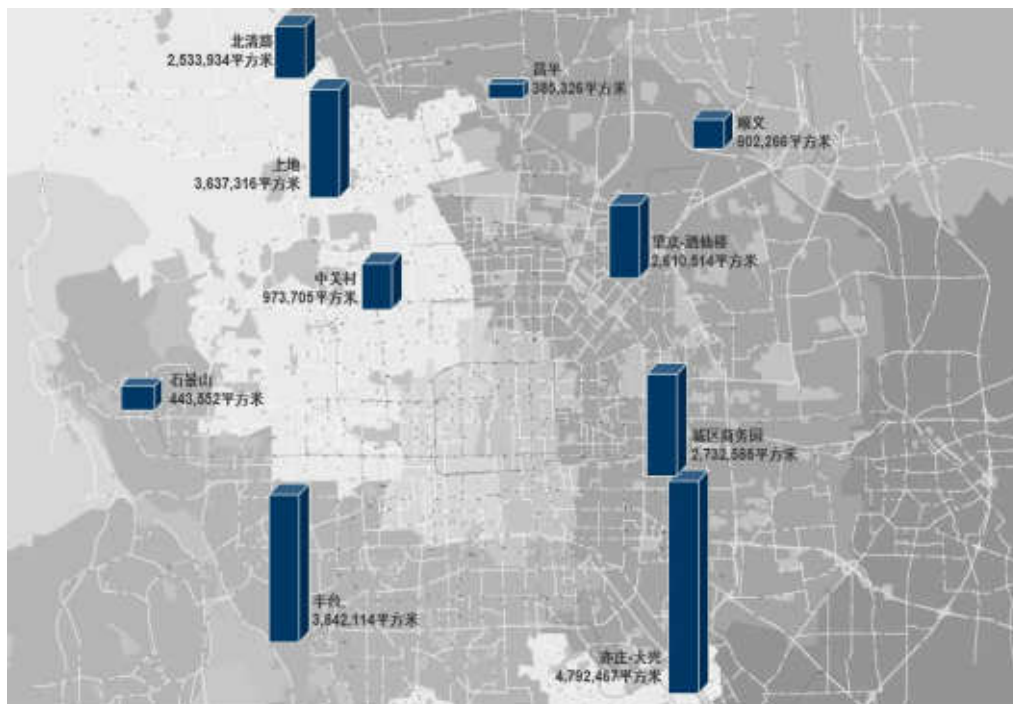 北清路
2,533,934平方米
昌平
385,326平方米
顺义
902,266平方米
上地
3,637,316平方米
望京-酒仙桥
2,610,514平方米
中关村
973,705平方米
石景山
443,552平方米
城区商务园
2,732,586平方米
丰台
3,842,114平方米
亦庄-大兴
4,792,467平方米